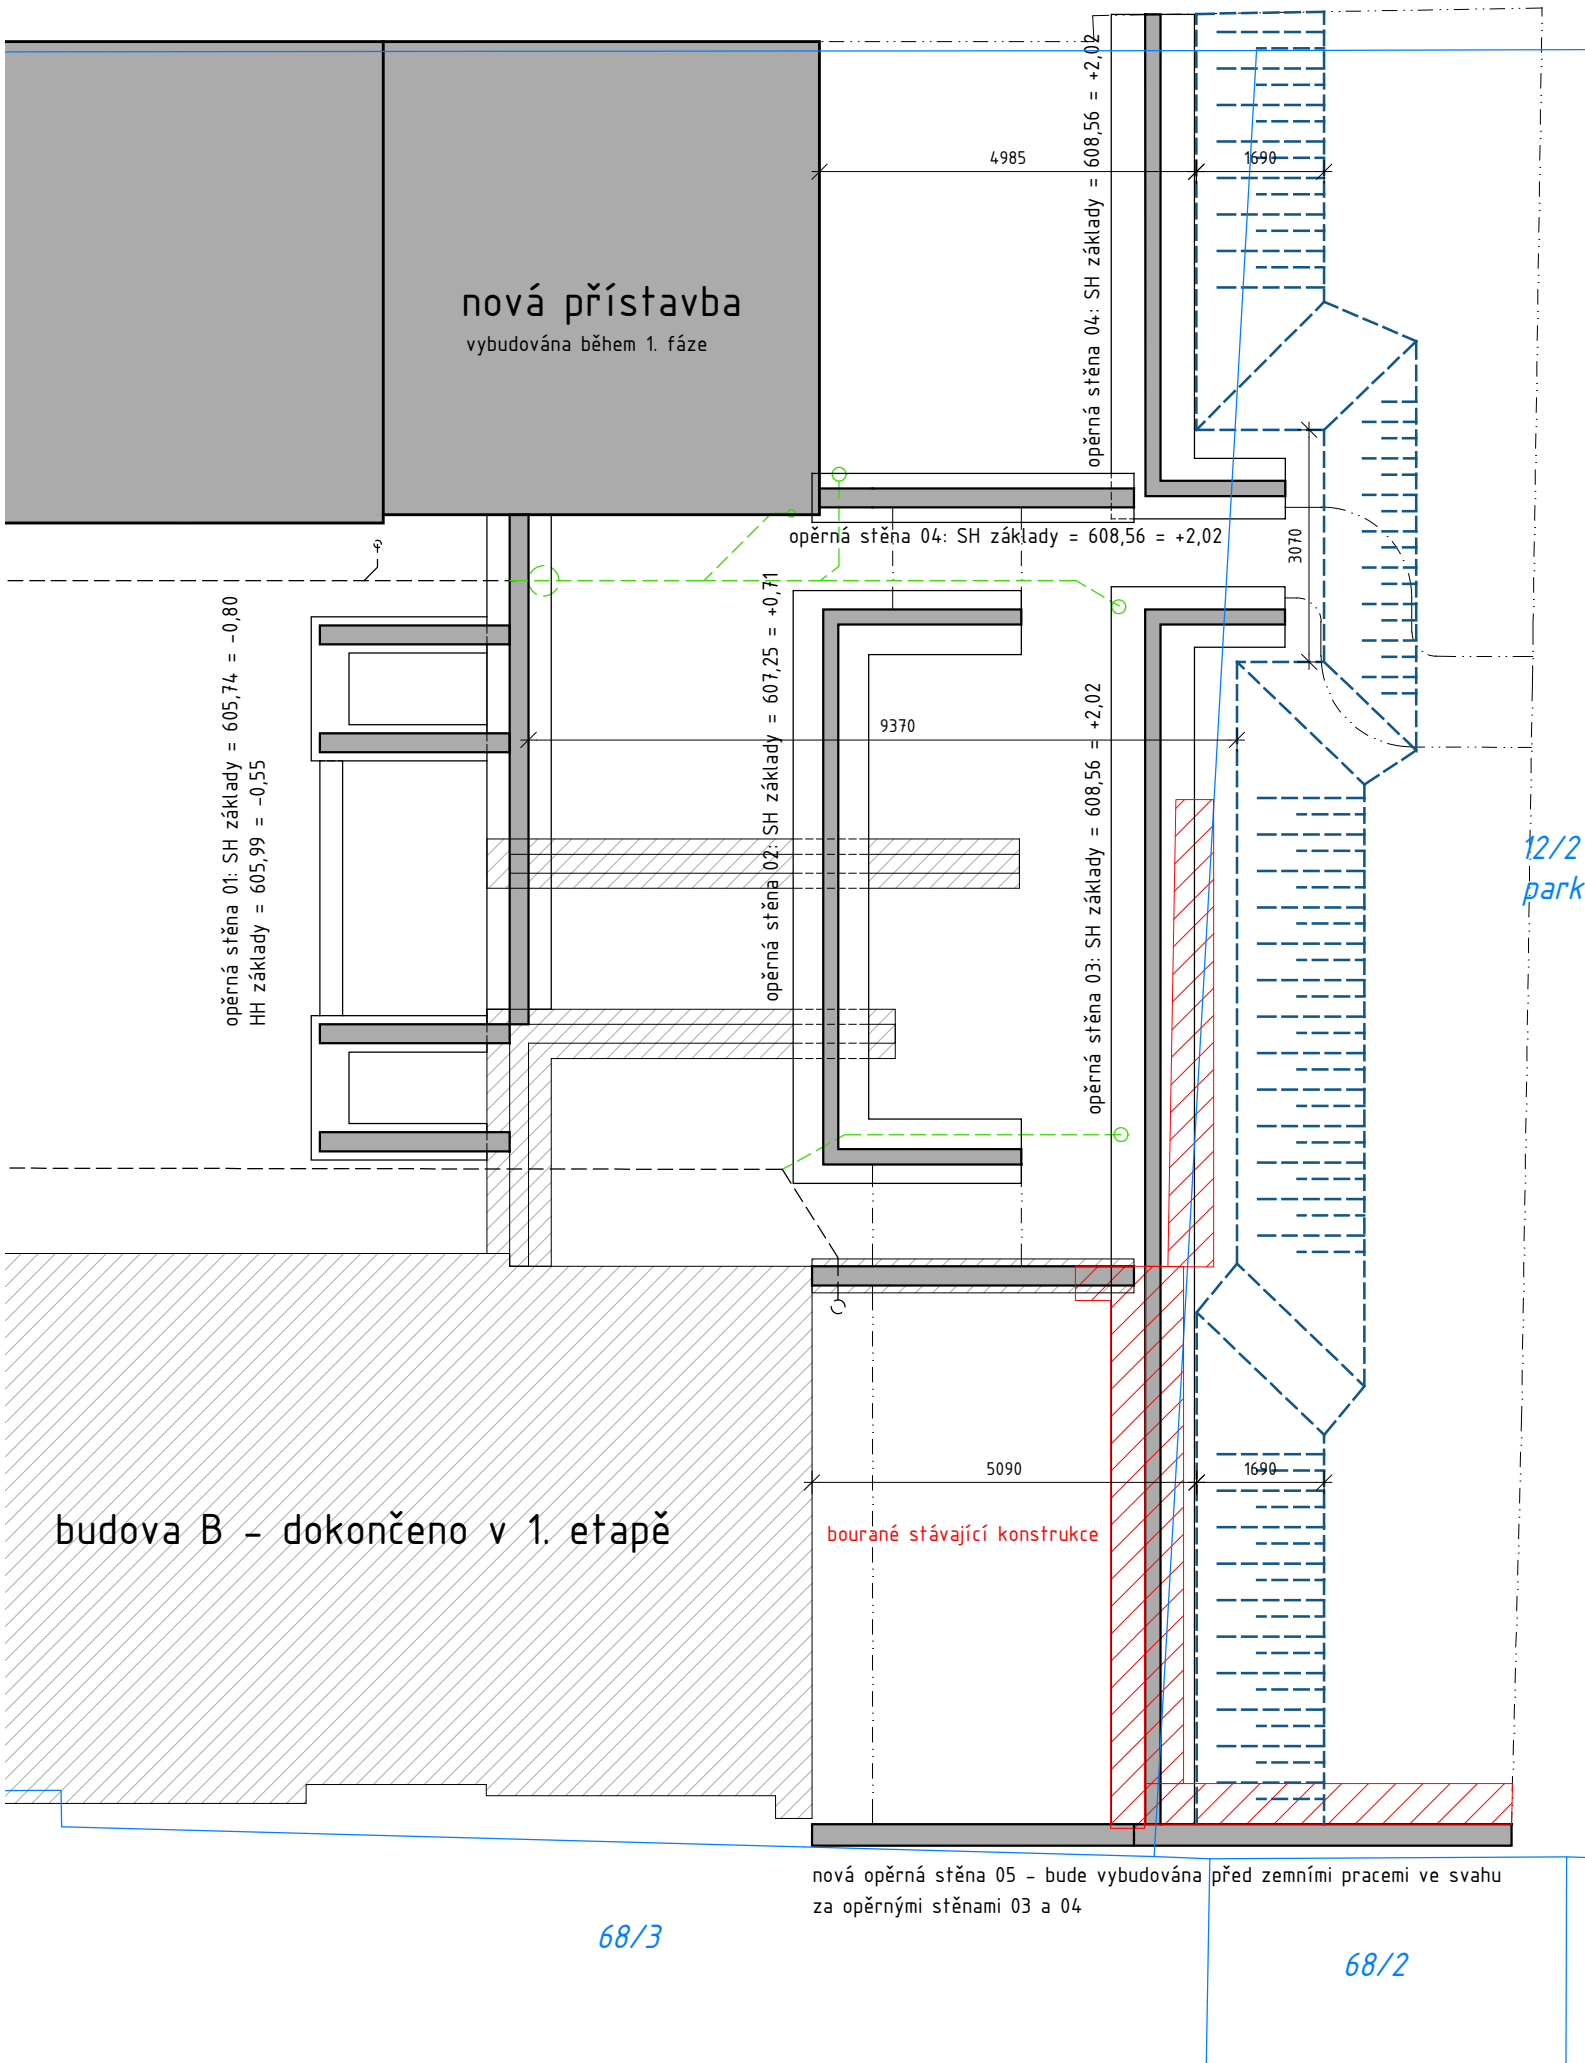 opěrná stěna 04: SH základy = 608,56 = +2,02
4985
1690
nová přístavba
vybudována během 1. fáze
opěrná stěna 04: SH základy = 608,56 = +2,02
3070
opěrná stěna 01: SH základy = 605,74 = -0,80
HH základy = 605,99 = -0,55
opěrná stěna 02: SH základy = 607,25 = +0,71
opěrná stěna 03: SH základy = 608,56 = +2,02
9370
12/2
park
5090
1690
budova B - dokončeno v 1. etapě
bourané stávající konstrukce
nová opěrná stěna 05 - bude vybudována před zemními pracemi ve svahu
za opěrnými stěnami 03 a 04
68/3
68/2